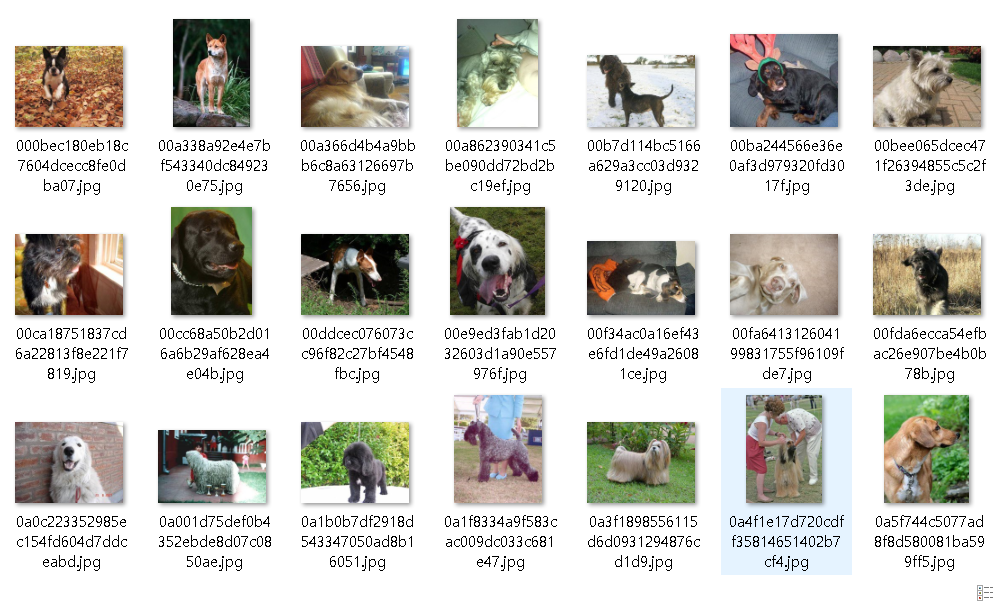 000bec180eb18c
7604dcecc8fe0d
ba07.jpg
00a338a92e4e7b
f543340dc84923
0e75.jpg
00a366d4b4a9bb
b6c8a63126697b
7656.jpg
00a862390341c5
be090dd72bd2b
c19ef.jpg
00b7d114bc5166
a629a3cc03d932
9120.jpg
00ba244566e36e
0af3d979320fd30
17f.jpg
00bee065dcec47
1f26394855c5c2f
3de.jpg
00ca18751837cd
6a22813f8e221f7
819.jpg
00cc68a50b2d01
6a6b29af628ea4
e04b.jpg
00ddcec076073c
c96f82c27bf4548
fbc.jpg
00e9ed3fab1d20
32603d1a90e557
976f.jpg
00f34ac0a16ef43
e6fd1de49a2608
1ce.jpg
00fa6413126041
99831755f96109f
de7.jpg
00fda6ecca54efb
ac26e907be4b0b
78b.jpg
0a0c223352985e
c154fd604d7ddc
eabd.jpg
0a001d75def0b4
352ebde8d07c08
50ae.jpg
0a1b0b7df2918d
543347050ad8b1
6051.jpg
0a1f8334a9f583c
ac009dc033c681
e47.jpg
0a3f1898556115
d6d0931294876c
d1d9.jpg
0a4f1e17d720cdf
f35814651402b7
cf4.jpg
0a5f744c5077ad
8f8d580081ba59
9ff5.jpg